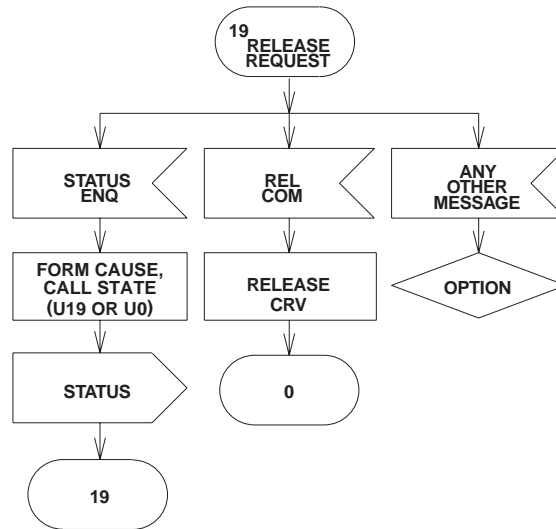 19
RELEASE
REQUEST
STATUS
ENQ
REL
COM
ANY
OTHER
MESSAGE
FORM CAUSE,
CALL STATE
(U19 OR U0)
RELEASE
CRV
OPTION
STATUS
0
19